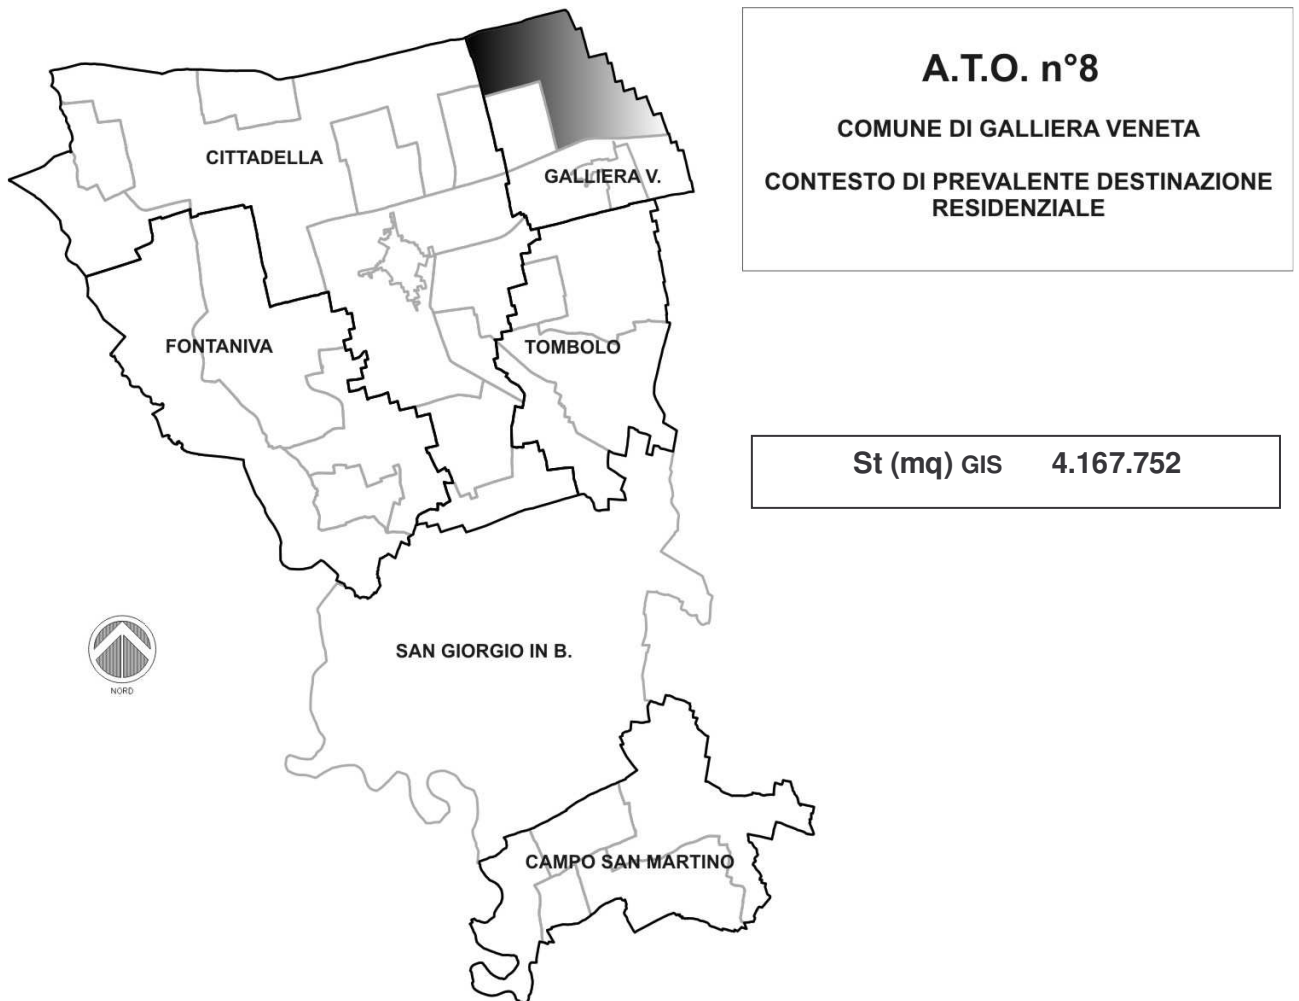 A.T.O. n°8
COMUNE DI GALLIERA VENETA
CONTESTO DI PREVALENTE DESTINAZIONE
RESIDENZIALE
CITTADELLA
GALLIERA V.
FONTANIVA
TOMBOLO
St (mq) GIS 4.167.752
SAN GIORGIO IN B.
NORD
CAMPO SAN MARTINO